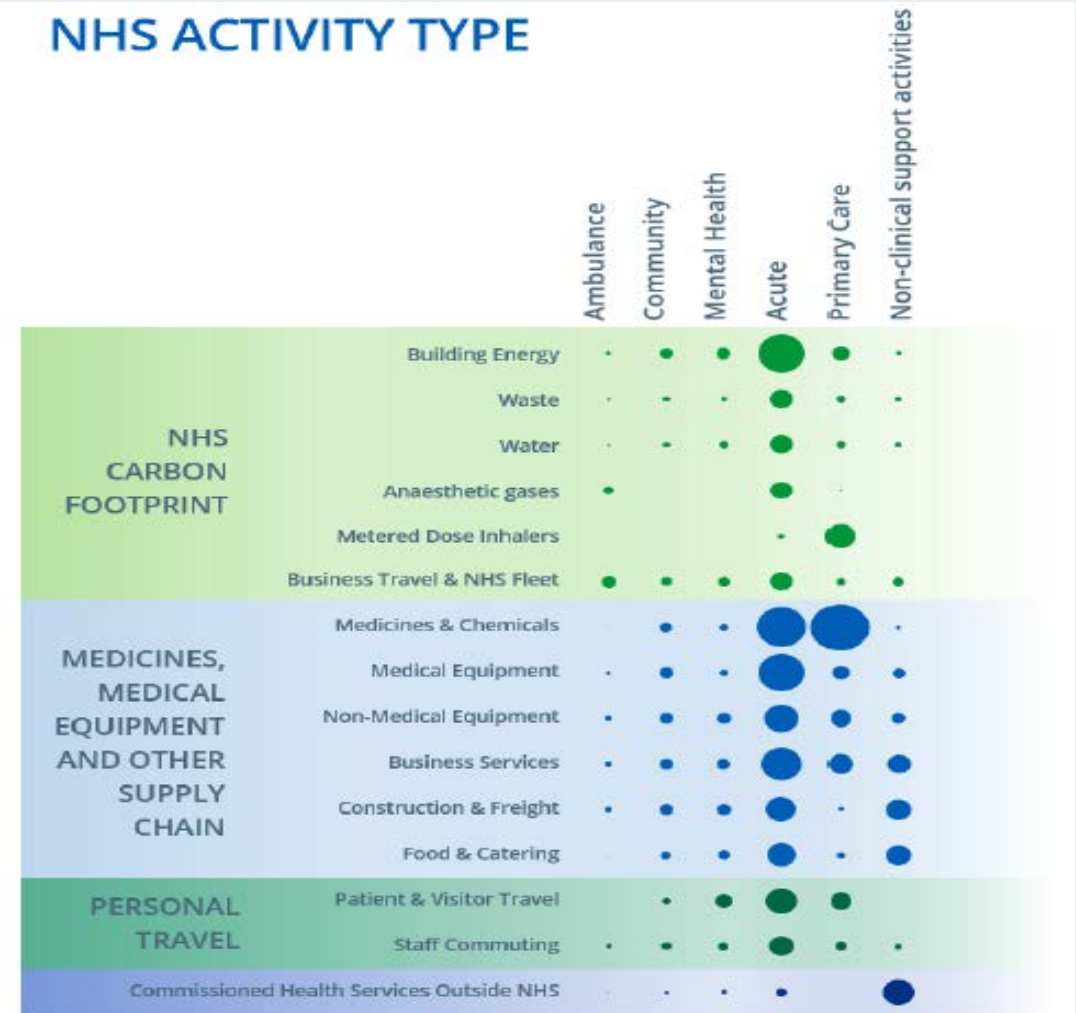 NHS ACTIVITY TYPE
Ambulance
Community
Mental Health
Acute
Primary Care
Non-clinical support activities
NHS
CARBON
FOOTPRINT
Building Energy
Waste
Water
Anaesthetic gases
Metered Dose Inhalers
Business Travel & NHS Fleet
MEDICINES,
MEDICAL
EQUIPMENT
AND OTHER
SUPPLY
CHAIN
Medicines & Chemicals
Medical Equipment
Non-Medical Equipment
Business Services
Construction & Freight
Food & Catering
PERSONAL
TRAVEL
Patient & Visitor Travel
Staff Commuting
Commissioned Health Services Outside NHS